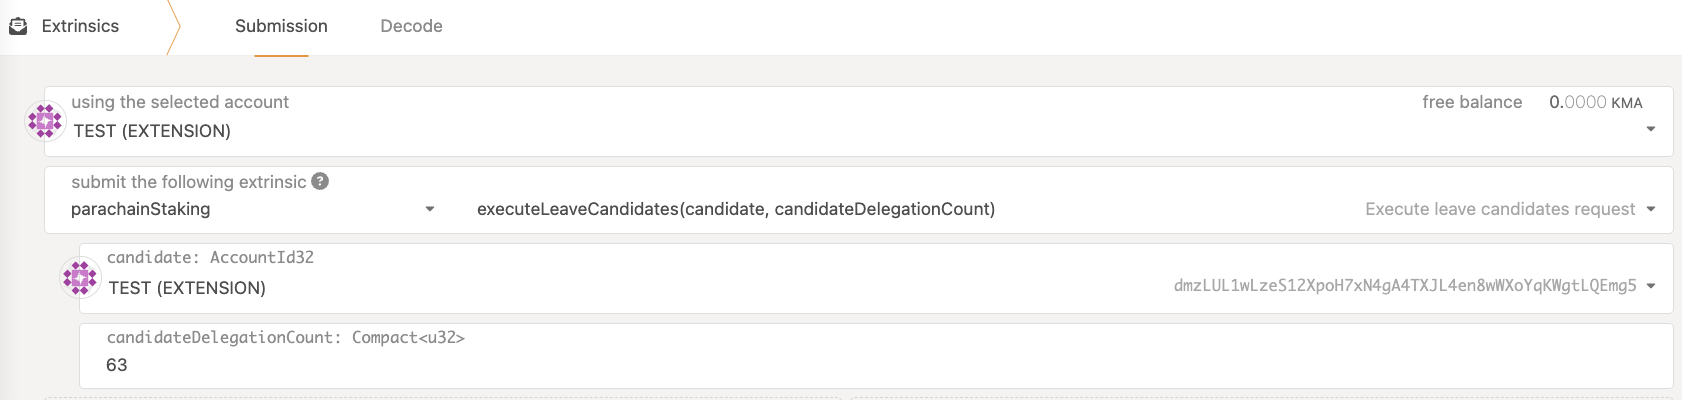 Extrinsics Submission Decode
using the selected account free balance 0.0000 KMA
TEST (EXTENSION)
submit the following extrinsic ?
parachainStaking executeLeaveCandidates(candidate, candidateDelegationCount) Execute leave candidates request
candidate: AccountId32
TEST (EXTENSION) dmzLUL1wLzeS12XpoH7xN4gA4TXJL4en8wWXoYqKWgtLQEmg5
candidateDelegationCount: Compact<u32>
63